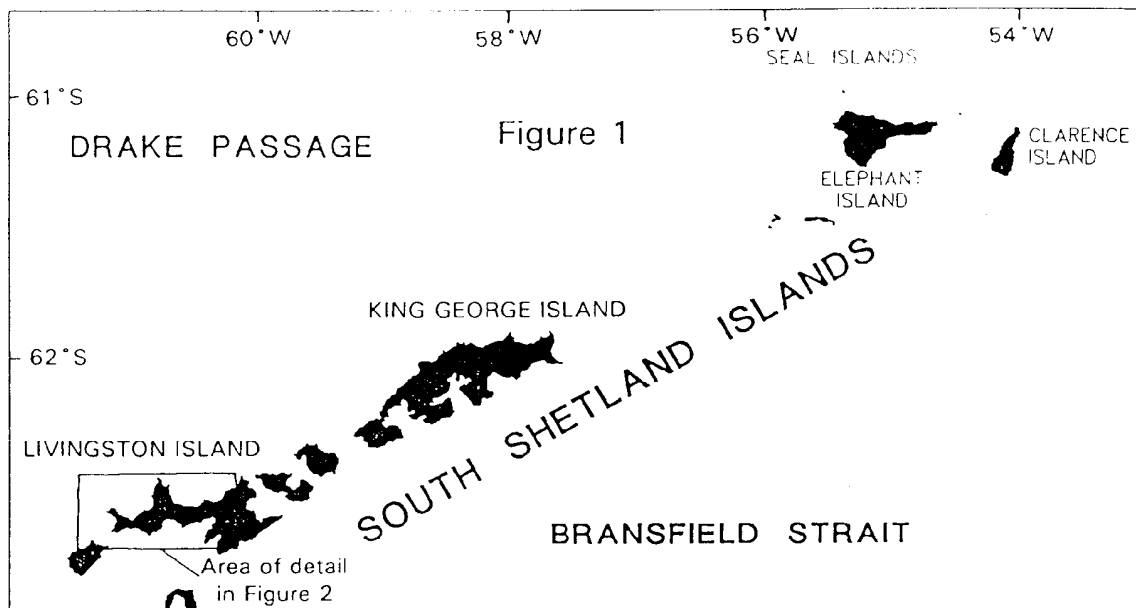 60°W
58°W
56°W
54°W
SEAL ISLANDS
61°S
DRAKE PASSAGE
Figure 1
CLARENCE
ISLAND
ELEPHANT
ISLAND
KING GEORGE ISLAND
62°S
SOUTH SHETLAND ISLANDS
LIVINGSTON ISLAND
BRANSFIELD STRAIT
Area of detail
in Figure 2